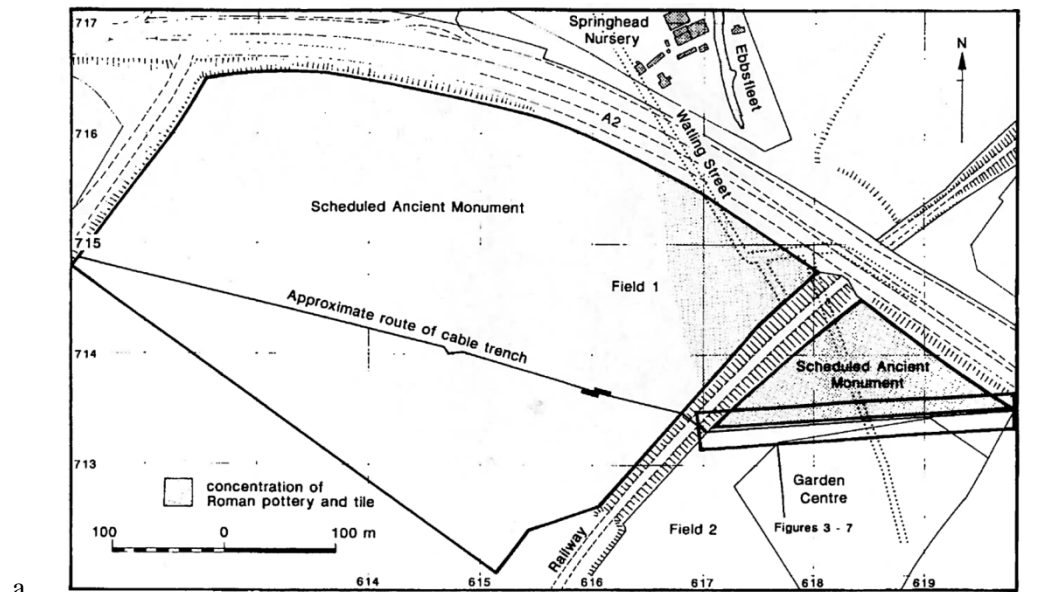 717
Springhead
Nursery
Ebbsfleet
N
716
A2
Watling Street
Scheduled Ancient Monument
715
Field 1
Approximate route of cable trench
714
Scheduled Ancient
Monument
713
concentration of
Roman pottery and tile
Garden
Centre
100 0 100 m
Railway
Field 2
Figures 3 - 7
614 615 616 617 618 619
a